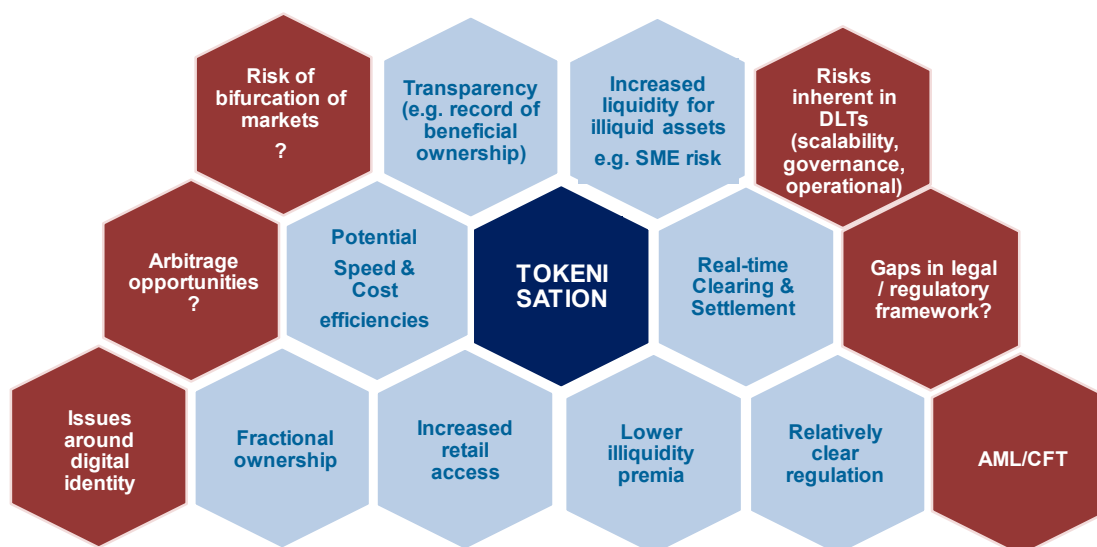 Risk of
bifurcation of
markets
?
Transparency
(e.g. record of
beneficial
ownership)
Increased
liquidity for
illiquid assets
e.g. SME risk
Risks
inherent in
DLTs
(scalability,
governance,
operational)
Arbitrage
opportunities
?
Potential
Speed &
Cost
efficiencies
TOKENI
SATION
Real-time
Clearing &
Settlement
Gaps in legal
/ regulatory
framework?
Issues
around
digital
identity
Fractional
ownership
Increased
retail
access
Lower
illiquidity
premia
Relatively
clear
regulation
AML/CFT